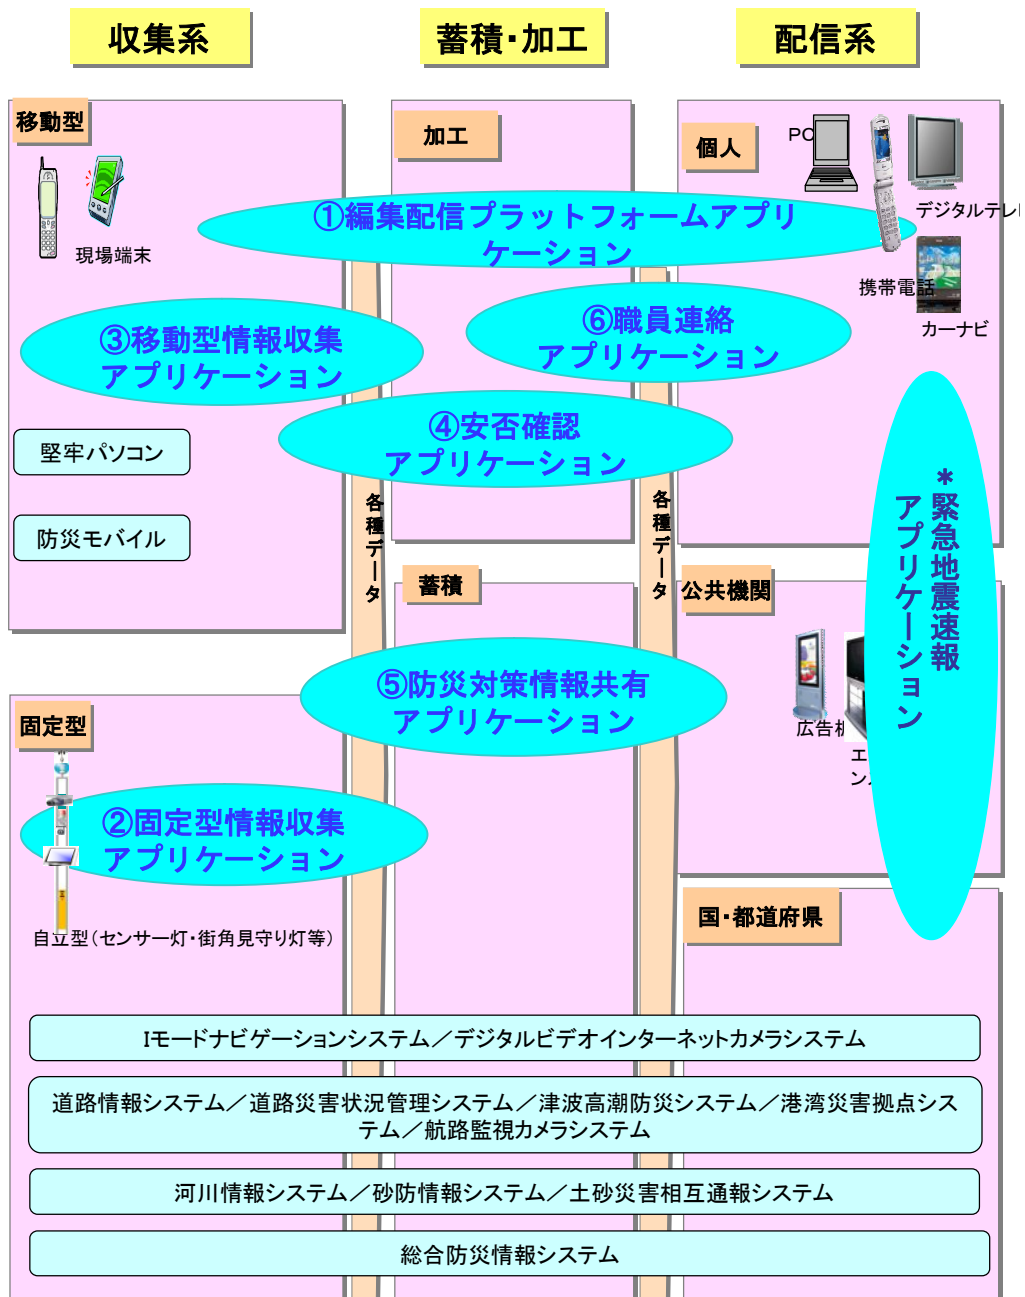 収集系
蓄積・加工
配信系
移動型
加工
個人
PC
デジタルテレ
現場端末
携帯電話
カーナビ
①編集配信プラットフォームアプリ
ケーション
③移動型情報収集
アプリケーション
⑥職員連絡
アプリケーション
④安否確認
アプリケーション
堅牢パソコン
防災モバイル
各種データ
各種データ
*緊急地震速報
アプリケーション
蓄積
公共機関
⑤防災対策情報共有
アプリケーション
広告
エ
ン
固定型
②固定型情報収集
アプリケーション
自立型(センサー灯・街角見守り灯等)
国・都道府県
Iモードナビゲーションシステム/デジタルビデオインターネットカメラシステム
道路情報システム/道路災害状況管理システム/津波高潮防災システム/港湾災害拠点シス
テム/航路監視カメラシステム
河川情報システム/砂防情報システム/土砂災害相互通報システム
総合防災情報システム